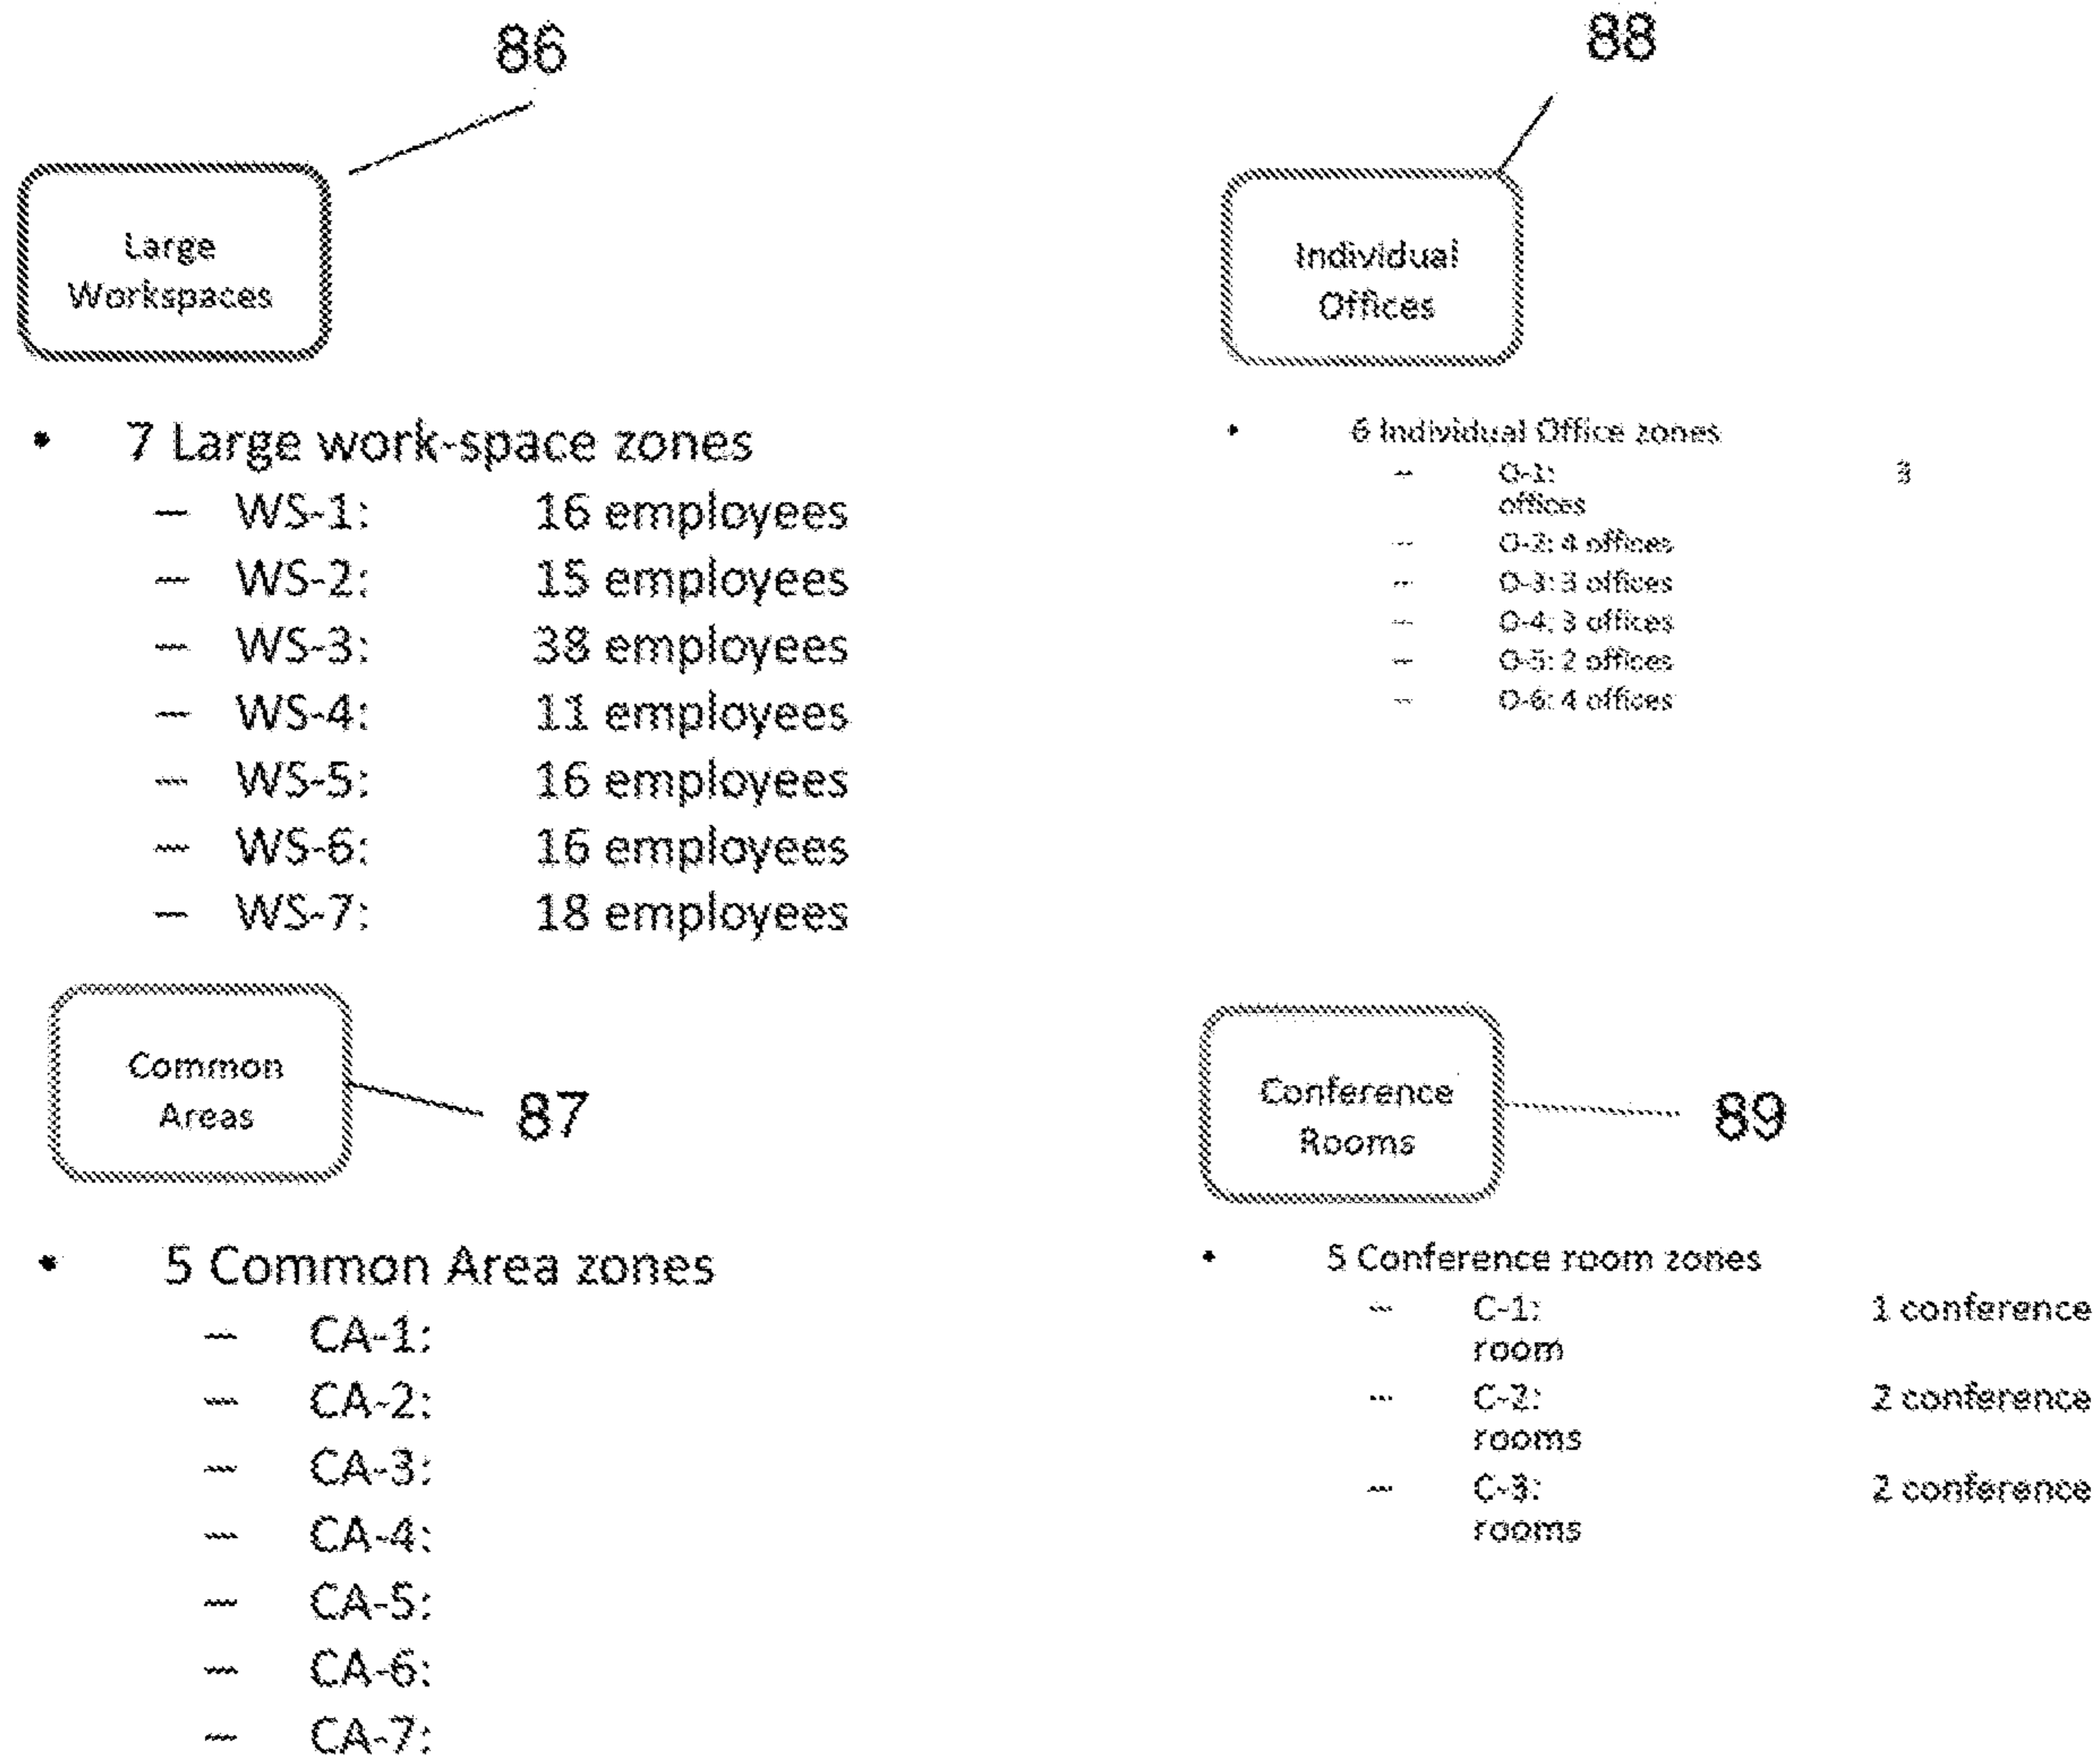 86
Large
Workspaces
• 7 Large work-space zones
— WS-1: 16 employees
— WS-2: 15 employees
— WS-3: 38 employees
— WS-4: 11 employees
— WS-5: 16 employees
— WS-6: 16 employees
— WS-7: 18 employees
88
Individual
Offices
• 6 Individual Office zones
— O-1: 3
offices
— O-2: 4 offices
— O-3: 3 offices
— O-4: 3 offices
— O-5: 2 offices
— O-6: 4 offices
Common
Areas
87
• 5 Common Area zones
— CA-1:
— CA-2:
— CA-3:
— CA-4:
— CA-5:
— CA-6:
— CA-7:
Conference
Rooms
89
• 5 Conference room zones
— C-1: 1 conference
room
— C-2: 2 conference
rooms
— C-3: 2 conference
rooms